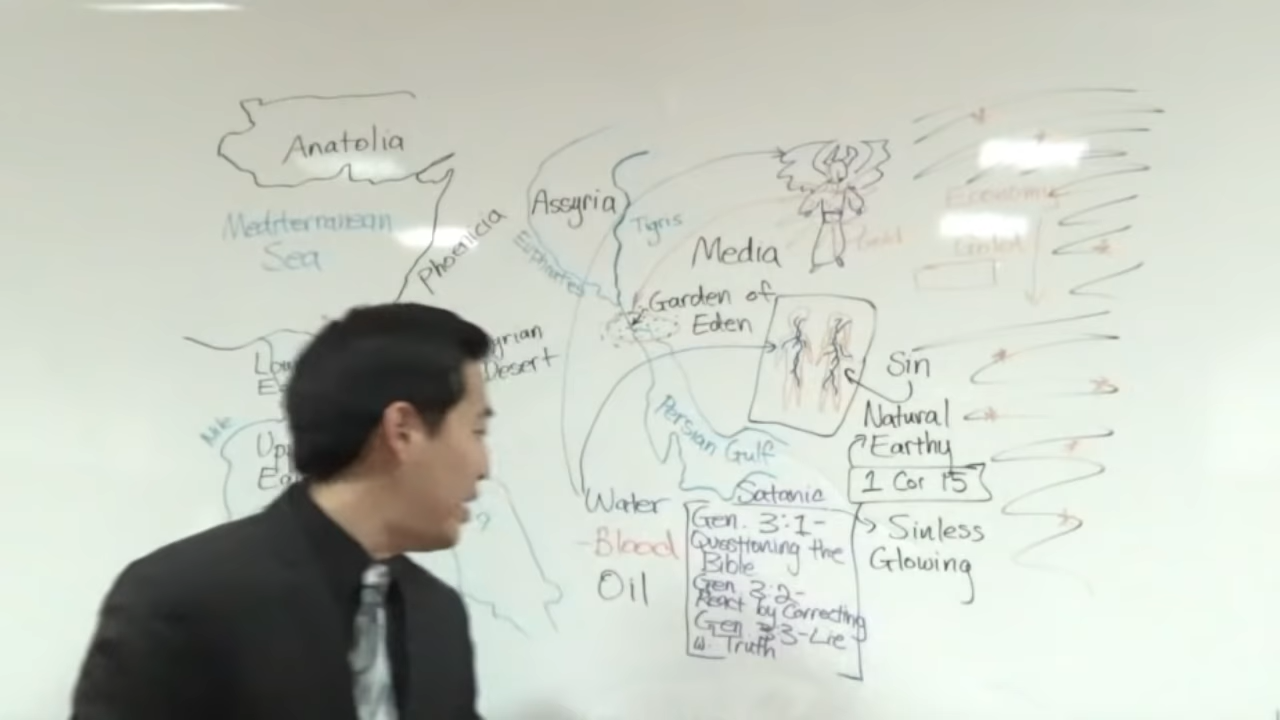 Anatolia
Mediterranean
Sea
Phoenicia
Assyria
Euphrates
Tigris
Media
Garden of
Eden
Desert
Nile
Persian Gulf
Sin
Natural
Earthy
1 Cor 15
Sinless
Glowing
Water
Blood
Oil
Satanic
Gen. 3:1-
Questioning the
Bible
Gen 3:2-
React by Correcting
Gen 3:3-Lie
w. Truth
?